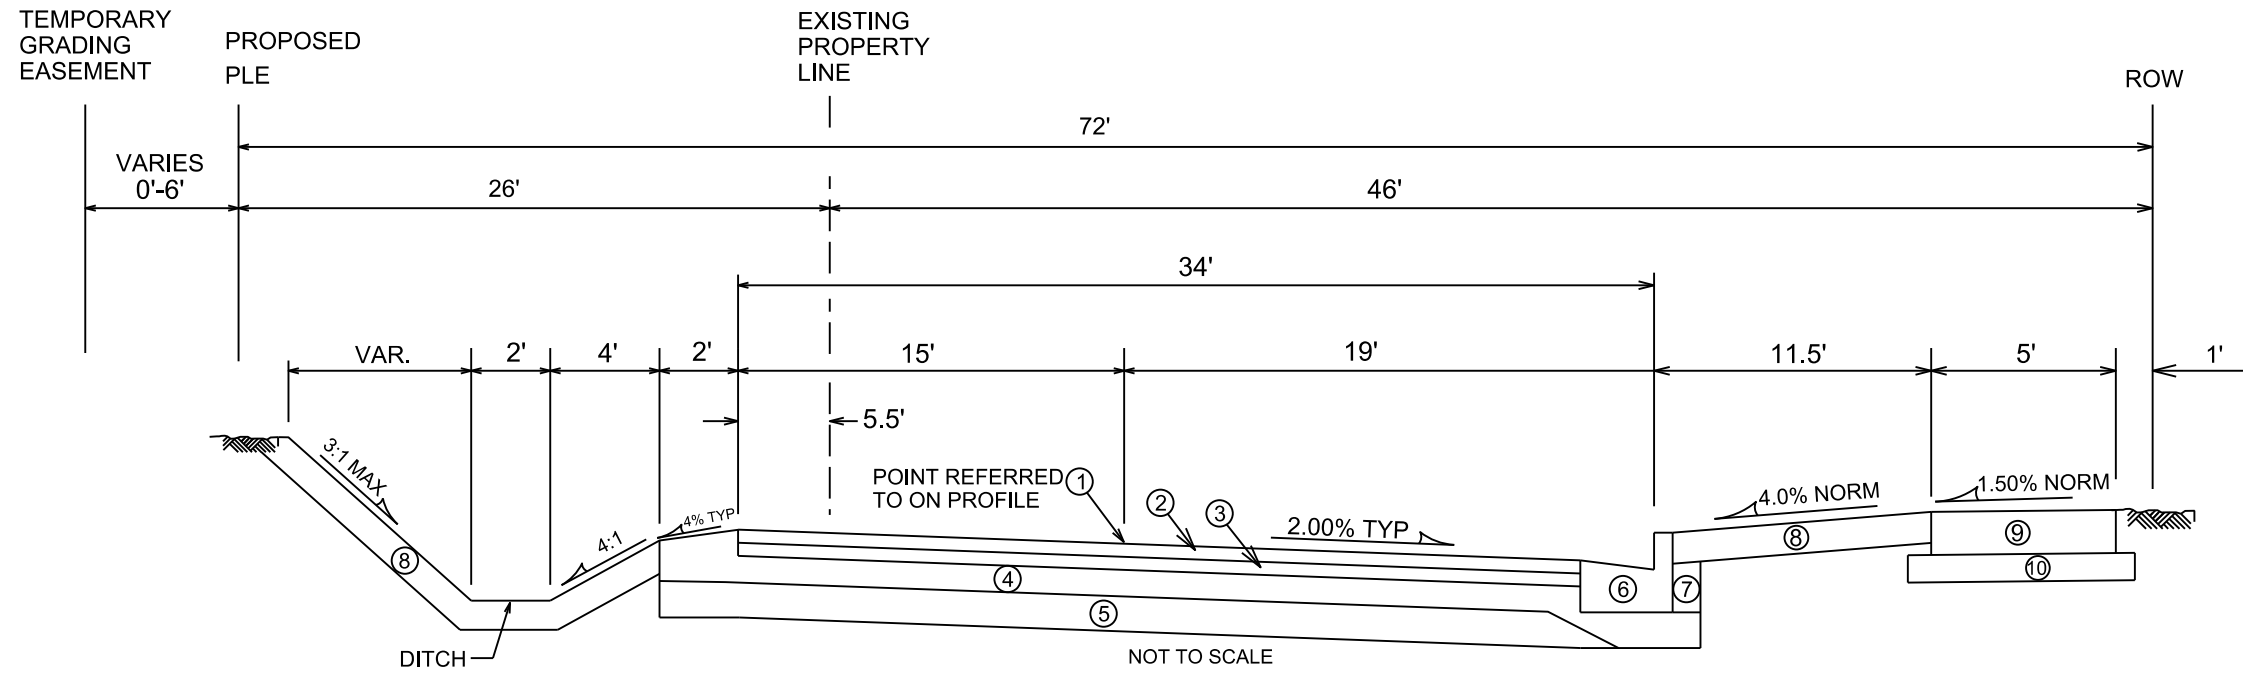 TEMPORARY
GRADING
EASEMENT
PROPOSED
PLE
EXISTING
PROPERTY
LINE
ROW
72'
VARIES
0'-6'
26'
46'
34'
VAR.
2'
4'
2'
15'
19'
11.5'
5'
1'
5.5'
3:1 MAX
4:1
4% TYP
POINT REFERRED
TO ON PROFILE
1
2
3
2.00% TYP
4.0% NORM
1.50% NORM
8
4
5
6
7
8
9
10
DITCH
NOT TO SCALE